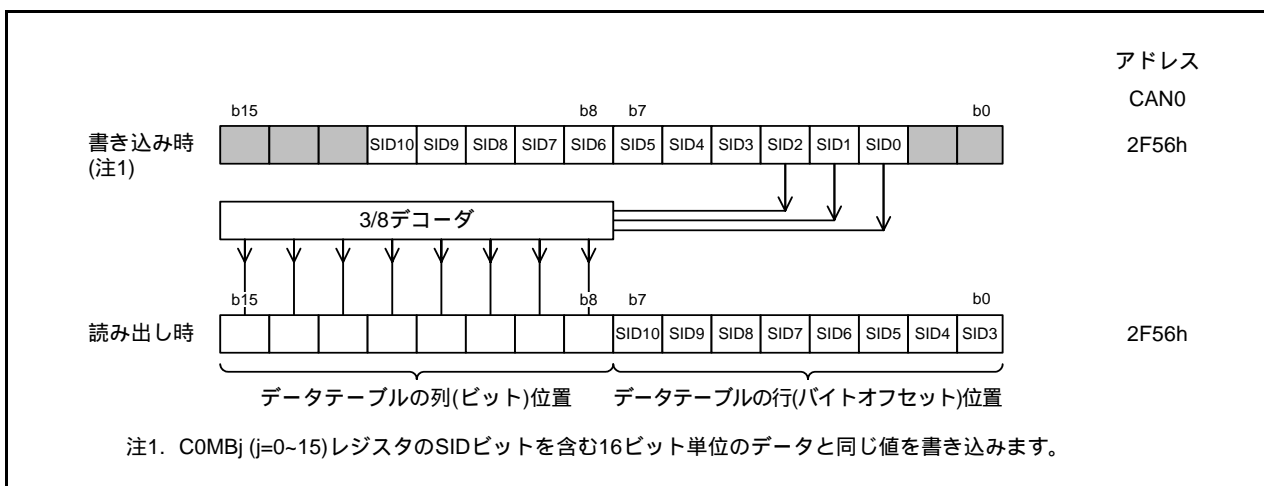 アドレス
CAN0
b15 b8 b7 b0
書き込み時 SID10 SID9 SID8 SID7 SID6 SID5 SID4 SID3 SID2 SID1 SID0 2F56h
(注1)
3/8デコーダ
b15 b8 b7 b0
読み出し時 SID10 SID9 SID8 SID7 SID6 SID5 SID4 SID3 2F56h
データテーブルの列(ビット)位置 データテーブルの行(バイトオフセット)位置
注1. C0MBj (j=0~15)レジスタのSIDビットを含む16ビット単位のデータと同じ値を書き込みます。